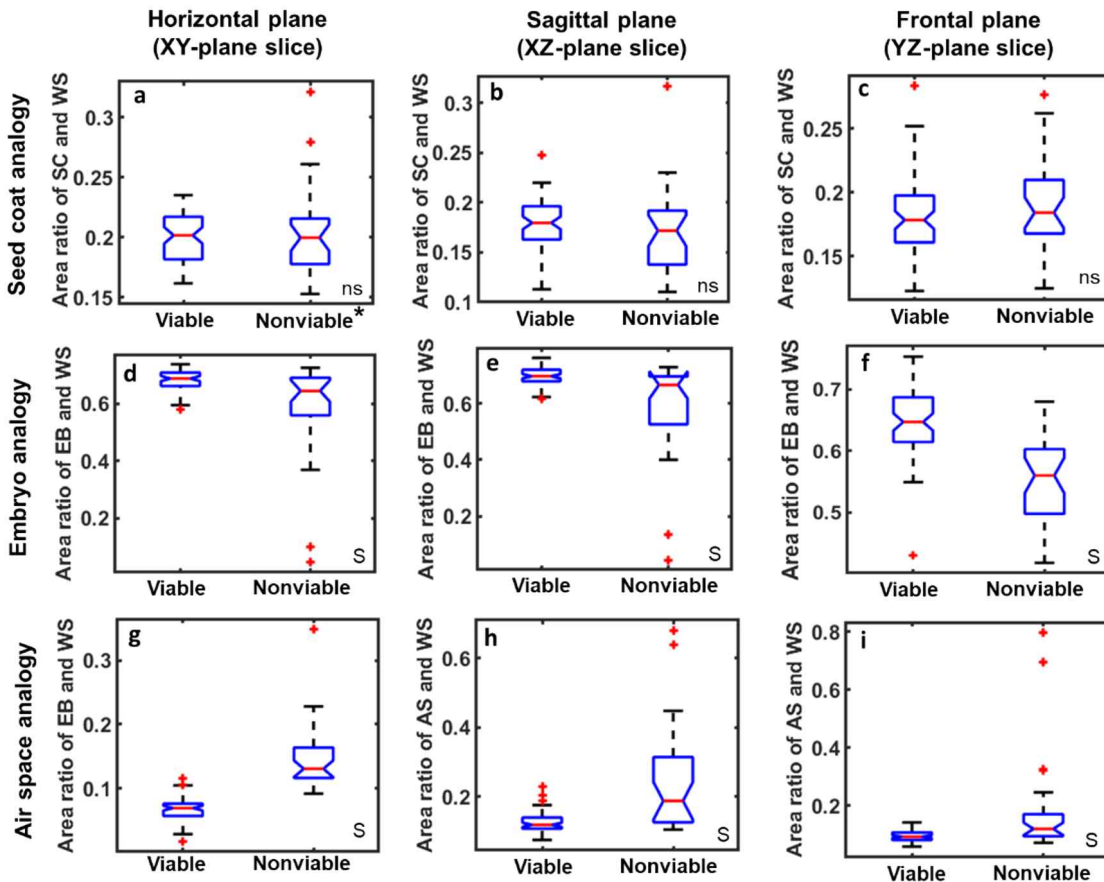 Horizontal plane
(XY-plane slice)
Sagittal plane
(XZ-plane slice)
Frontal plane
(YZ-plane slice)
Seed coat analogy
Area ratio of SC and WS
a
0.3
0.25
0.2
0.15
ns
Viable
Nonviable*
Area ratio of SC and WS
b
0.3
0.25
0.2
0.15
0.1
ns
Viable
Nonviable
Area ratio of SC and WS
c
0.25
0.2
0.15
ns
Viable
Nonviable
Embryo analogy
Area ratio of EB and WS
d
0.6
0.4
0.2
S
Viable
Nonviable
Area ratio of EB and WS
e
0.6
0.4
0.2
S
Viable
Nonviable
Area ratio of EB and WS
f
0.7
0.6
0.5
S
Viable
Nonviable
Air space analogy
Area ratio of EB and WS
g
0.3
0.2
0.1
S
Viable
Nonviable
Area ratio of AS and WS
h
0.6
0.4
0.2
S
Viable
Nonviable
Area ratio of AS and WS
i
0.8
0.6
0.4
0.2
S
Viable
Nonviable